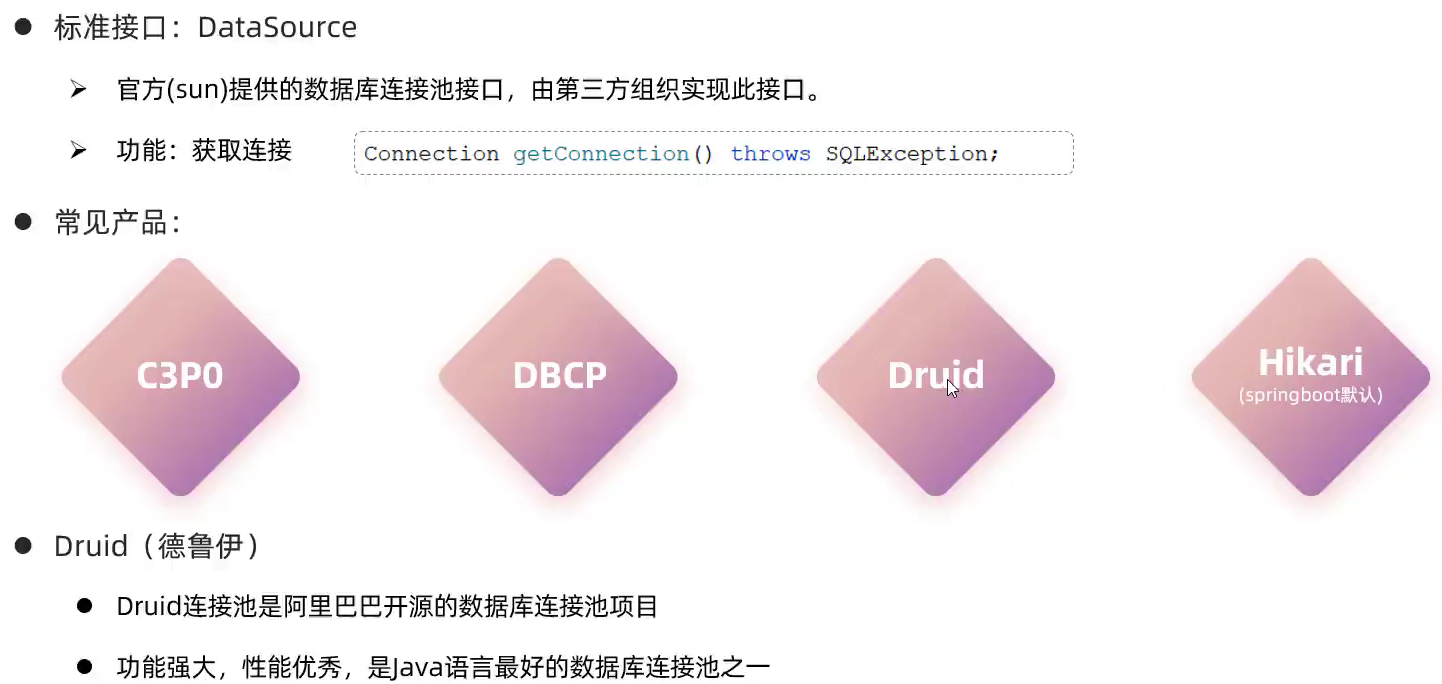 标准接口：DataSource
官方(sun)提供的数据库连接池接口，由第三方组织实现此接口。
功能：获取连接
Connection getConnection() throws SQLException;
常见产品：
C3P0
DBCP
Druid
Hikari
(springboot默认)
Druid（德鲁伊）
Druid连接池是阿里巴巴开源的数据库连接池项目
功能强大，性能优秀，是Java语言最好的数据库连接池之一